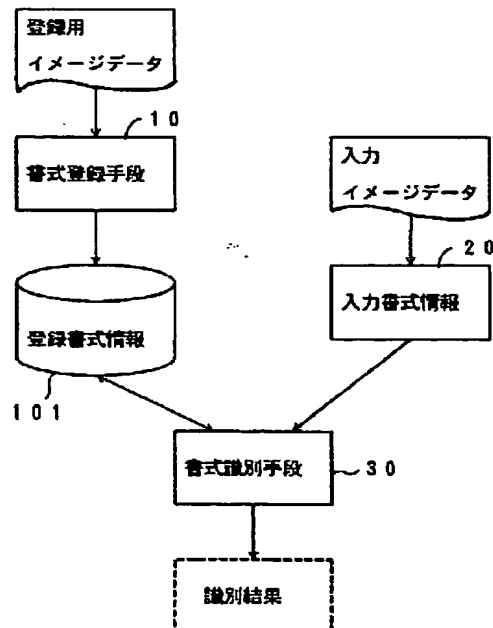 登録用
イメージデータ
10
書式登録手段
入力
イメージデータ
20
登録書式情報
入力書式情報
101
書式識別手段
30
識別結果